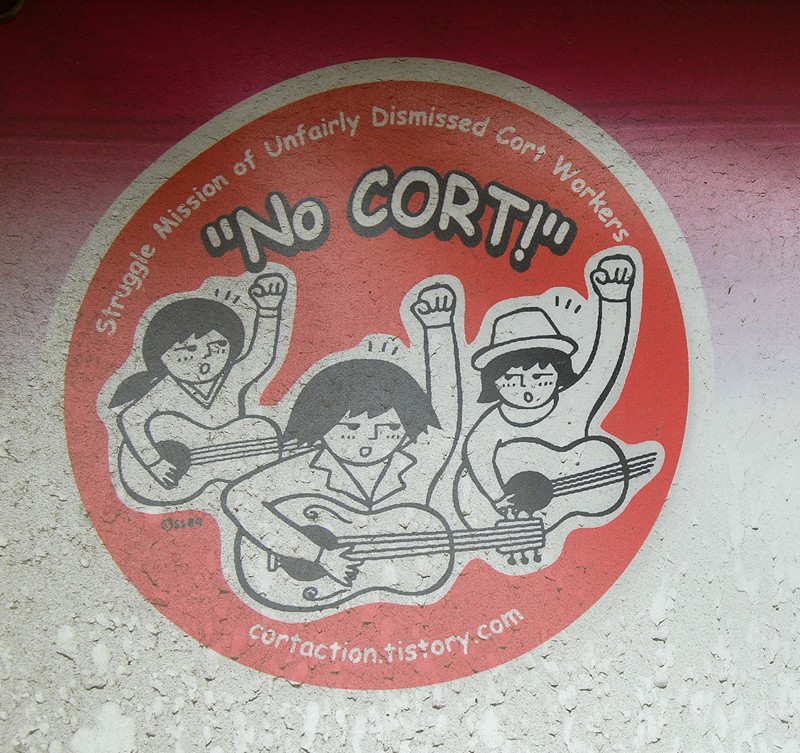 Struggle Mission of Unfairly Dismissed Cort Workers
"No CORT!"
cortaction.tistory.com